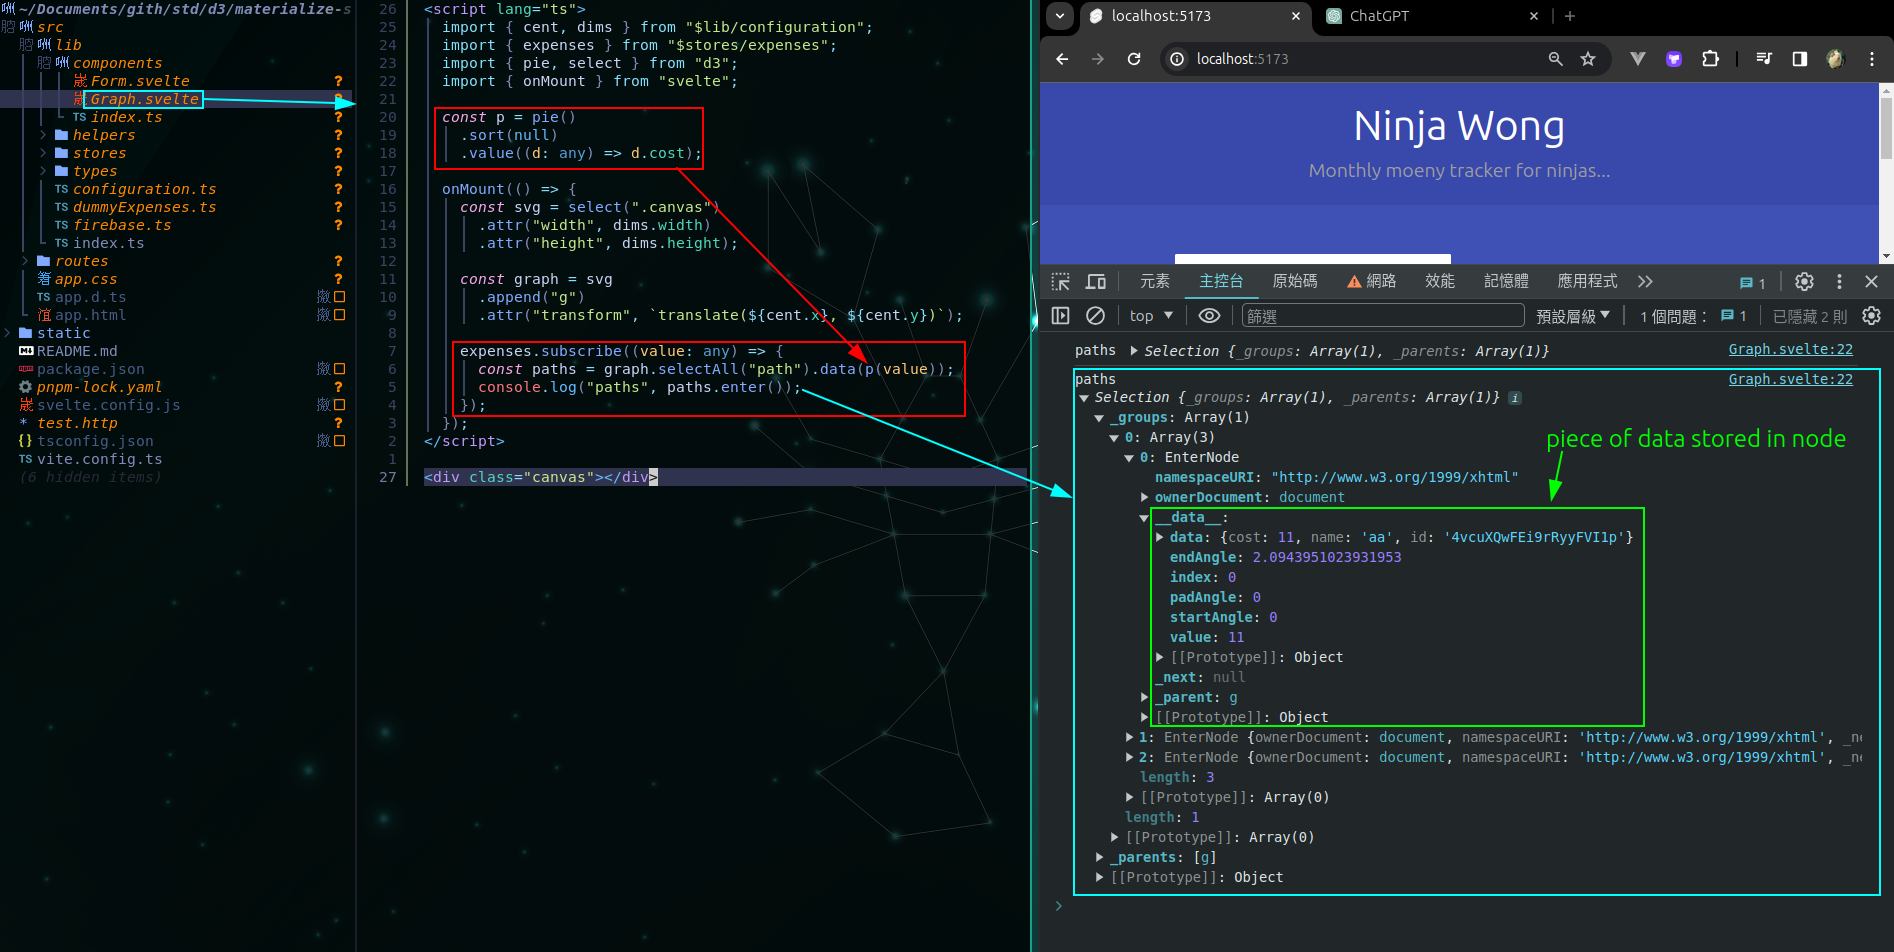 ~/Documents/gith/std/d3/materialize-s
src
lib
components
Form.svelte ?
Graph.svelte ?
TS index.ts ?
helpers ?
stores ?
types ?
TS configuration.ts ?
TS dummyExpenses.ts ?
TS firebase.ts ?
TS index.ts
routes ?
app.css ?
TS app.d.ts
app.html
static
README.md
package.json
pnpm-lock.yaml ?
svelte.config.js
* test.http ?
{} tsconfig.json
TS vite.config.ts
(6 hidden items)
26 <script lang="ts">
25 import { cent, dims } from "$lib/configuration";
24 import { expenses } from "$stores/expenses";
23 import { pie, select } from "d3";
22 import { onMount } from "svelte";
21
20 const p = pie()
19 .sort(null)
18 .value((d: any) => d.cost);
17
16 onMount(() => {
15 const svg = select(".canvas")
14 .attr("width", dims.width)
13 .attr("height", dims.height);
12
11 const graph = svg
10 .append("g")
9 .attr("transform", `translate(${cent.x}, ${cent.y})`);
8
7 expenses.subscribe((value: any) => {
6 const paths = graph.selectAll("path").data(p(value));
5 console.log("paths", paths.enter());
4 });
3 });
2 </script>
1
27 <div class="canvas"></div>
localhost:5173
ChatGPT
localhost:5173
Ninja Wong
Monthly moeny tracker for ninjas...
元素 主控台 原始碼 網路 效能 記憶體 應用程式 1
top 篩選 預設層級 1 個問題： 1 已隱藏 2 則
paths Selection {_groups: Array(1), _parents: Array(1)} Graph.svelte:22
paths Graph.svelte:22
Selection {_groups: Array(1), _parents: Array(1)} i
_groups: Array(1)
0: Array(3)
piece of data stored in node
0: EnterNode
namespaceURI: "http://www.w3.org/1999/xhtml"
ownerDocument: document
__data__:
data: {cost: 11, name: 'aa', id: '4vcuXQwFEi9rRyyFVI1p'}
endAngle: 2.0943951023931953
index: 0
padAngle: 0
startAngle: 0
value: 11
[[Prototype]]: Object
_next: null
_parent: g
[[Prototype]]: Object
1: EnterNode {ownerDocument: document, namespaceURI: 'http://www.w3.org/1999/xhtml', _ne
2: EnterNode {ownerDocument: document, namespaceURI: 'http://www.w3.org/1999/xhtml', _ne
length: 3
[[Prototype]]: Array(0)
length: 1
[[Prototype]]: Array(0)
_parents: [g]
[[Prototype]]: Object